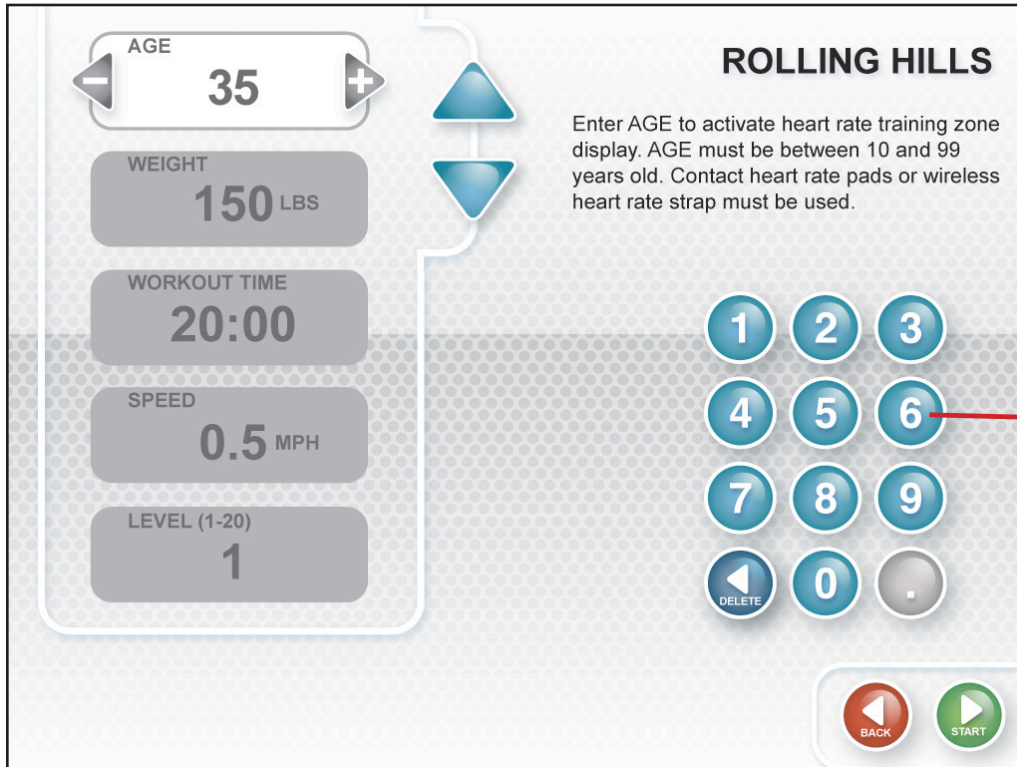 AGE
35
WEIGHT
150 LBS
WORKOUT TIME
20:00
SPEED
0.5 MPH
LEVEL (1-20)
1
ROLLING HILLS
Enter AGE to activate heart rate training zone
display. AGE must be between 10 and 99
years old. Contact heart rate pads or wireless
heart rate strap must be used.
1 2 3
4 5 6
7 8 9
DELETE 0 .
BACK START